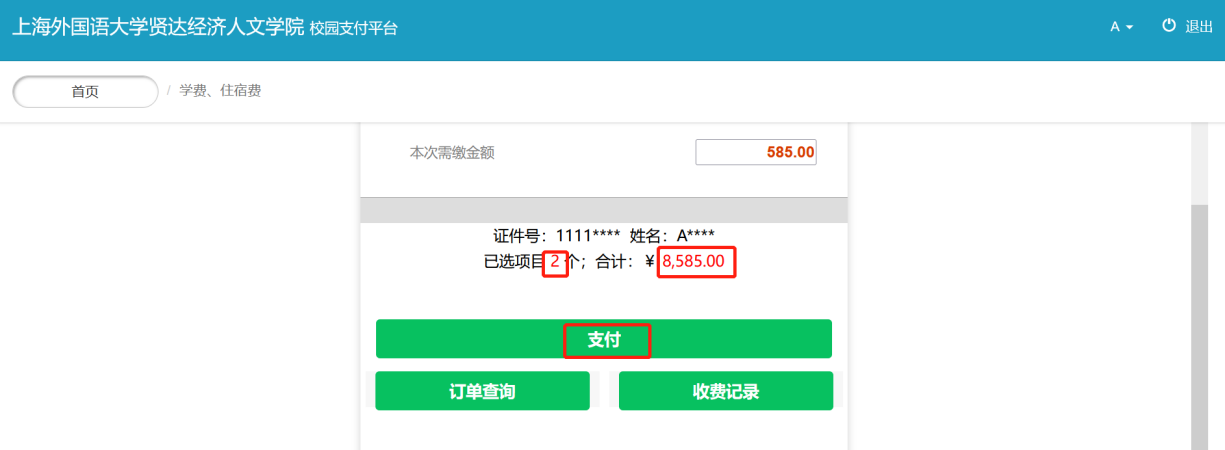 上海外国语大学贤达经济人文学院 校园支付平台
A
退出
首页 / 学费、住宿费
本次需缴金额 585.00
证件号：1111**** 姓名：A****
已选项目 2 个；合计：¥ 8,585.00
支付
订单查询 收费记录